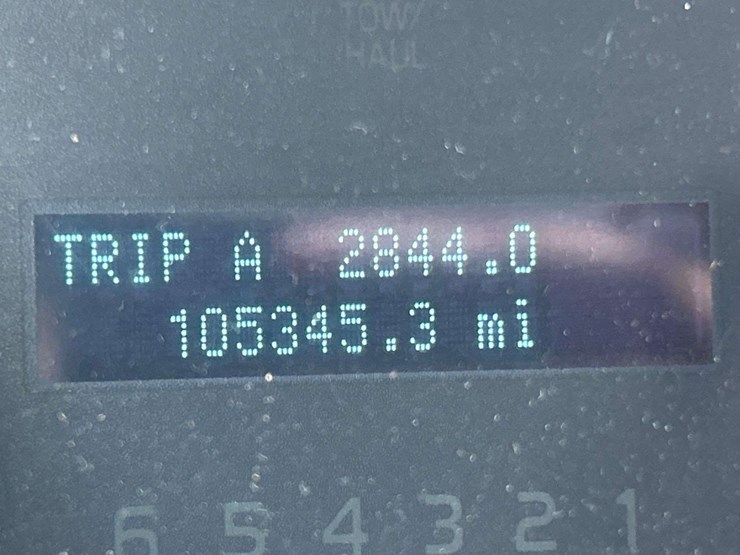 TOW/
HAUL
TRIP A 2844.0
105345.3 mi
6 5 4 3 2 1